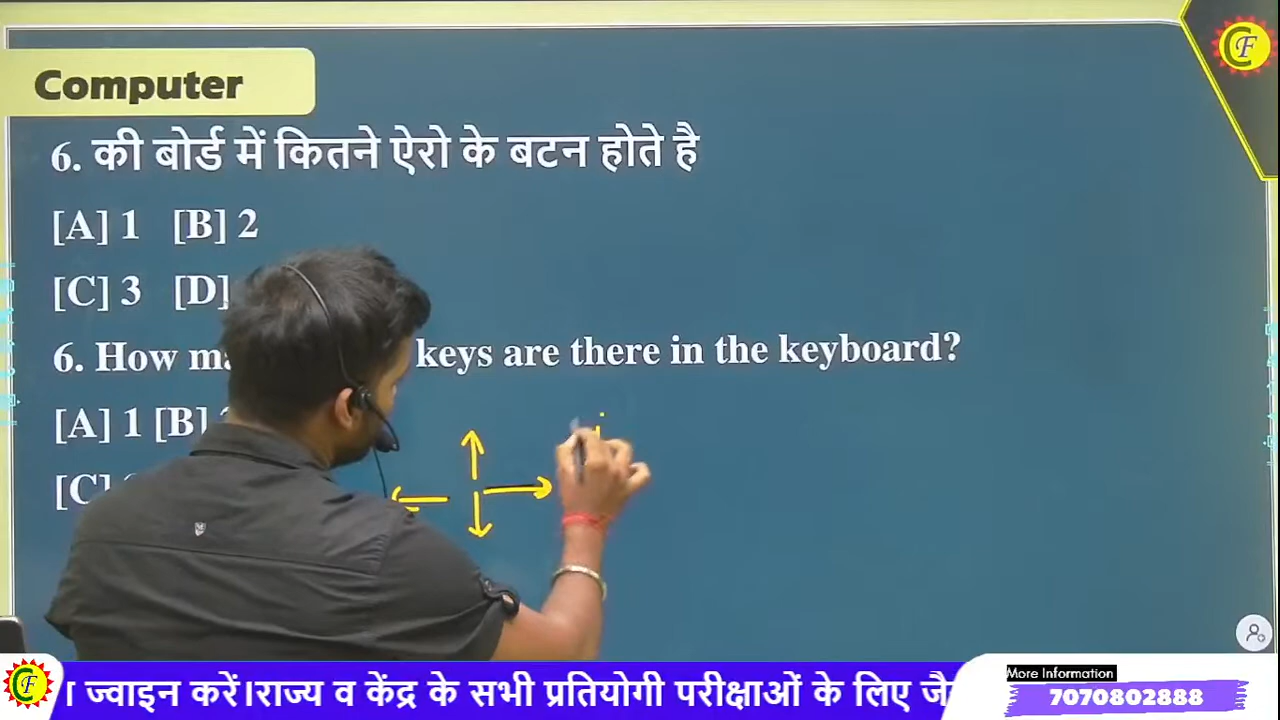 Computer
6. की बोर्ड में कितने ऐरो के बटन होते है
[A] 1 [B] 2
[C] 3 [D]
6. How keys are there in the keyboard?
[A] 1 [B]
[C]
ज्वाइन करें।राज्य व केंद्र के सभी प्रतियोगी परीक्षाओं के लिए
More Information
7070802888